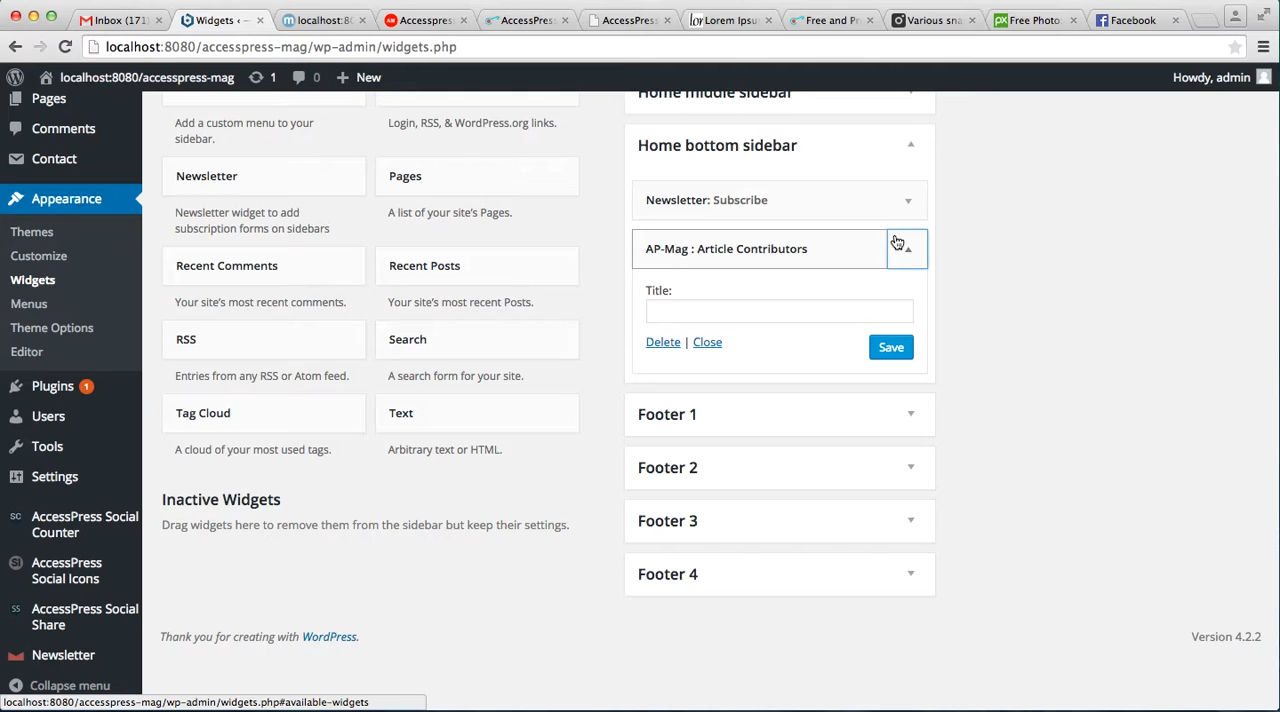 Inbox (171)
Widgets ‹
localhost:8080
Accesspress
AccessPress
AccessPress
Lorem Ipsu
Free and Pr
Various sna
Free Photo
Facebook
localhost:8080/accesspress-mag/wp-admin/widgets.php
localhost:8080/accesspress-mag
1
0
New
Howdy, admin
Pages
Comments
Contact
Appearance
Themes
Customize
Widgets
Menus
Theme Options
Editor
Plugins 1
Users
Tools
Settings
SC AccessPress Social
Counter
SI AccessPress
Social Icons
SS AccessPress Social
Share
Newsletter
Collapse menu
Add a custom menu to your
sidebar.
Login, RSS, & WordPress.org links.
Newsletter
Newsletter widget to add
subscription forms on sidebars
Pages
A list of your site's Pages.
Recent Comments
Your site's most recent comments.
Recent Posts
Your site's most recent Posts.
RSS
Entries from any RSS or Atom feed.
Search
A search form for your site.
Tag Cloud
A cloud of your most used tags.
Text
Arbitrary text or HTML.
Inactive Widgets
Drag widgets here to remove them from the sidebar but keep their settings.
Home middle sidebar
Home bottom sidebar
Newsletter: Subscribe
AP-Mag : Article Contributors
Title:
Delete | Close
Save
Footer 1
Footer 2
Footer 3
Footer 4
Thank you for creating with WordPress.
Version 4.2.2
localhost:8080/accesspress-mag/wp-admin/widgets.php#available-widgets